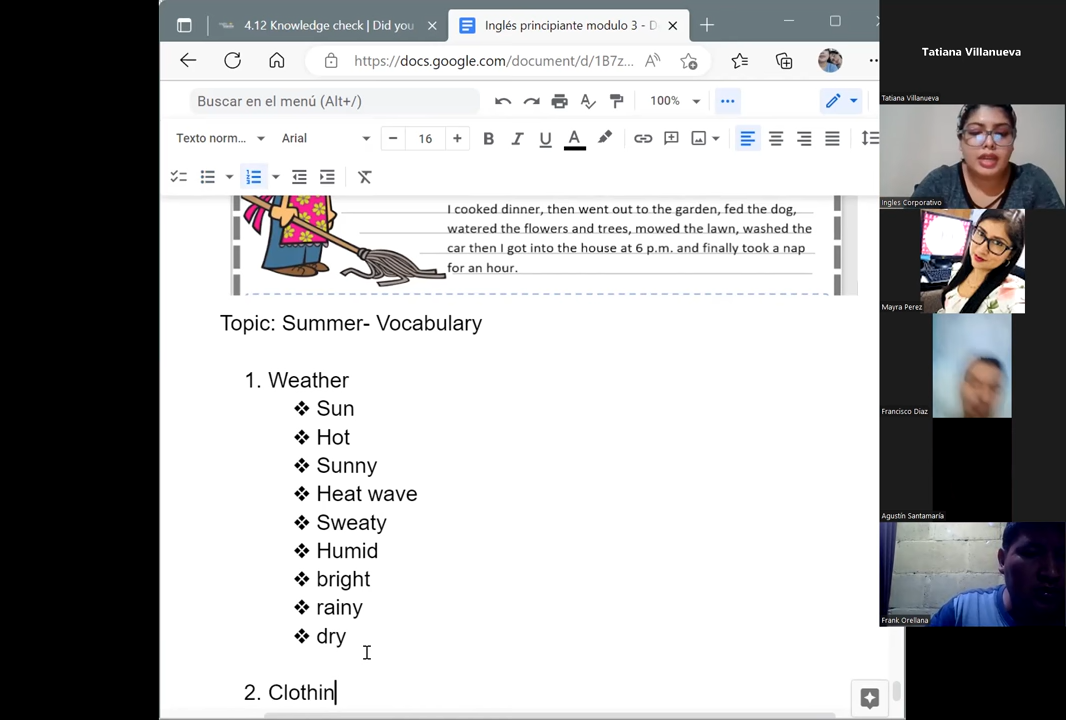 4.12 Knowledge check | Did you
Inglés principiante modulo 3 - D
https://docs.google.com/document/d/1B7z...
Buscar en el menú (Alt+/)
100%
Texto norm...
Arial
16
I cooked dinner, then went out to the garden, fed the dog,
watered the flowers and trees, mowed the lawn, washed the
car then I got into the house at 6 p.m. and finally took a nap
for an hour.
Topic: Summer- Vocabulary
1. Weather
❖ Sun
❖ Hot
❖ Sunny
❖ Heat wave
❖ Sweaty
❖ Humid
❖ bright
❖ rainy
❖ dry
2. Clothin
Tatiana Villanueva
Tatiana Villanueva
Ingles Corporativo
Mayra Perez
Francisco Diaz
Agustín Santamaría
Frank Orellana